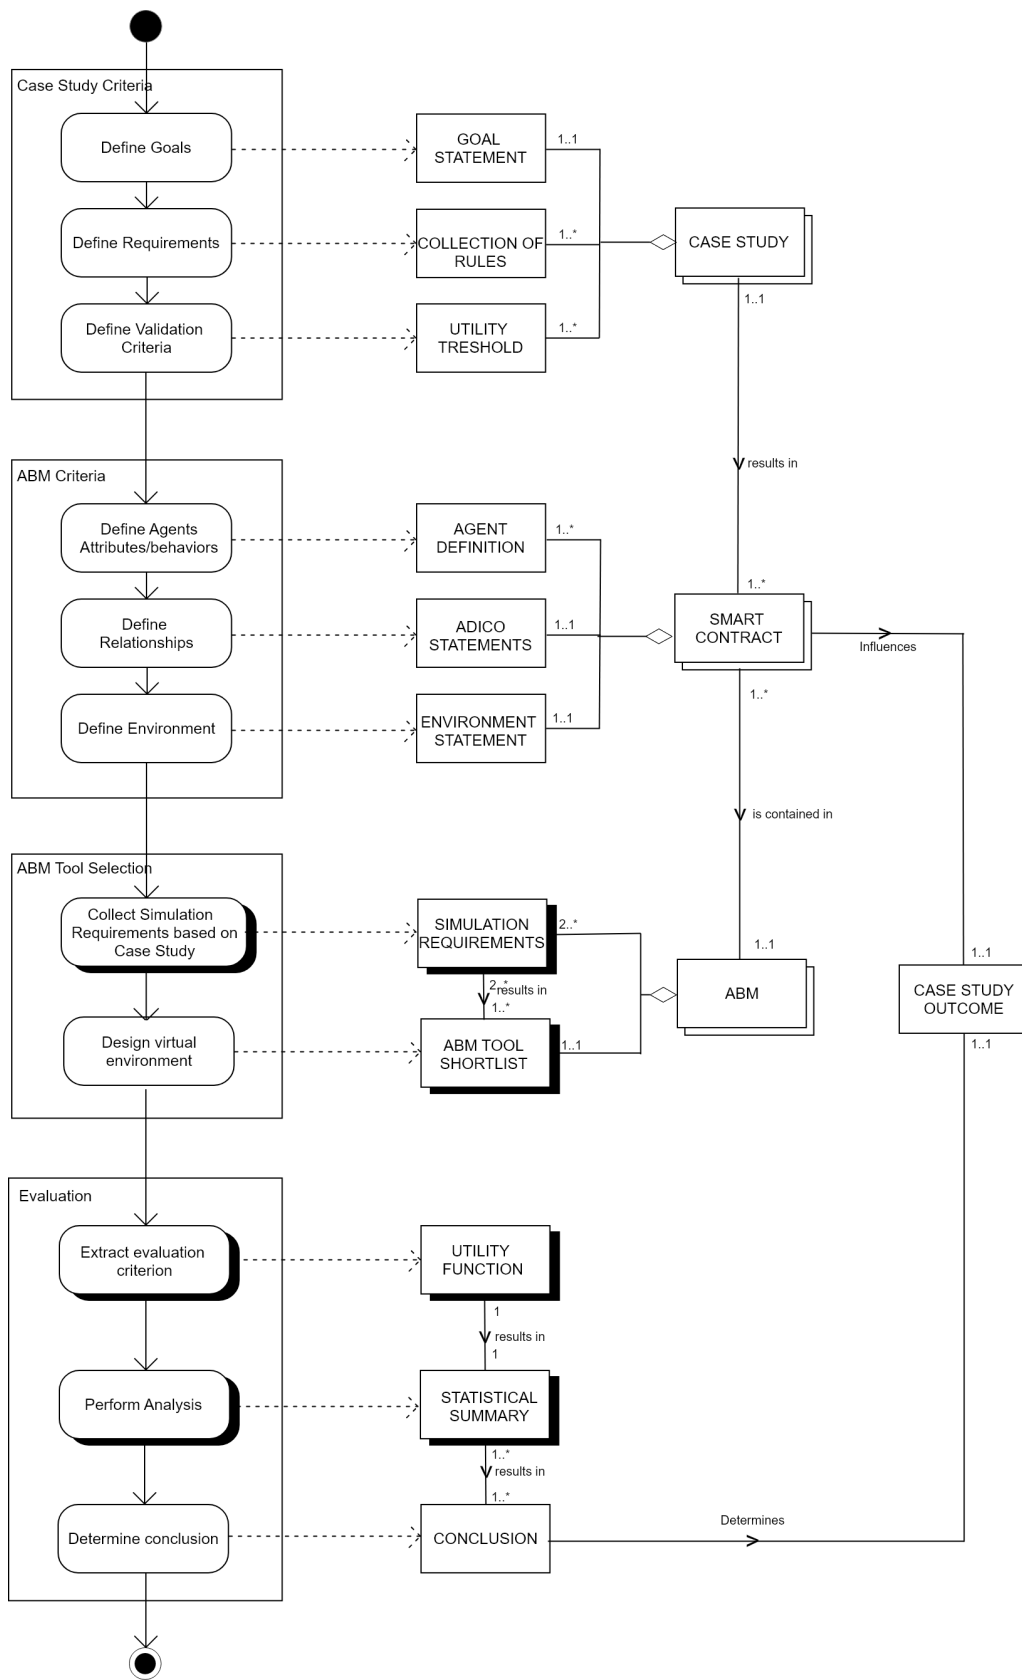 Case Study Criteria
Define Goals
GOAL
STATEMENT
1..1
Define Requirements
COLLECTION OF
RULES
1..*
CASE STUDY
1..1
Define Validation
Criteria
UTILITY
TRESHOLD
1..*
results in
ABM Criteria
Define Agents
Attributes/behaviors
AGENT
DEFINITION
1..*
1..*
Define
Relationships
ADICO
STATEMENTS
1..1
SMART
CONTRACT
Influences
1..*
Define Environment
ENVIRONMENT
STATEMENT
1..1
is contained in
ABM Tool Selection
Collect Simulation
Requirements based on
Case Study
SIMULATION
REQUIREMENTS
2..*
1..1
1..1
2..*
results in
1..*
ABM
CASE STUDY
OUTCOME
1..1
Design virtual
environment
ABM TOOL
SHORTLIST
1..1
Evaluation
Extract evaluation
criterion
UTILITY
FUNCTION
1
results in
1
Perform Analysis
STATISTICAL
SUMMARY
1..*
results in
1..*
Determine conclusion
CONCLUSION
Determines